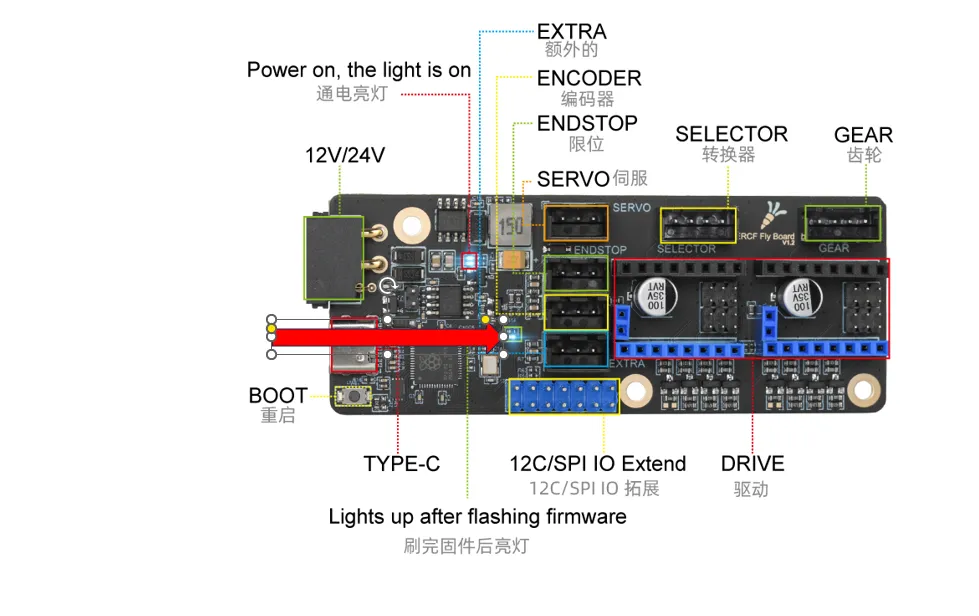 EXTRA
额外的
Power on, the light is on
通电亮灯
ENCODER
编码器
ENDSTOP
限位
SELECTOR
转换器
GEAR
齿轮
12V/24V
SERVO 伺服
SERVO
150
ERCF Fly Board
V1.2
SELECTOR
GEAR
ENDSTOP
100
35V
RVT
100
35V
RVT
EXTRA
BOOT
重启
TYPE-C
12C/SPI IO Extend
12C/SPI IO 拓展
DRIVE
驱动
Lights up after flashing firmware
刷完固件后亮灯